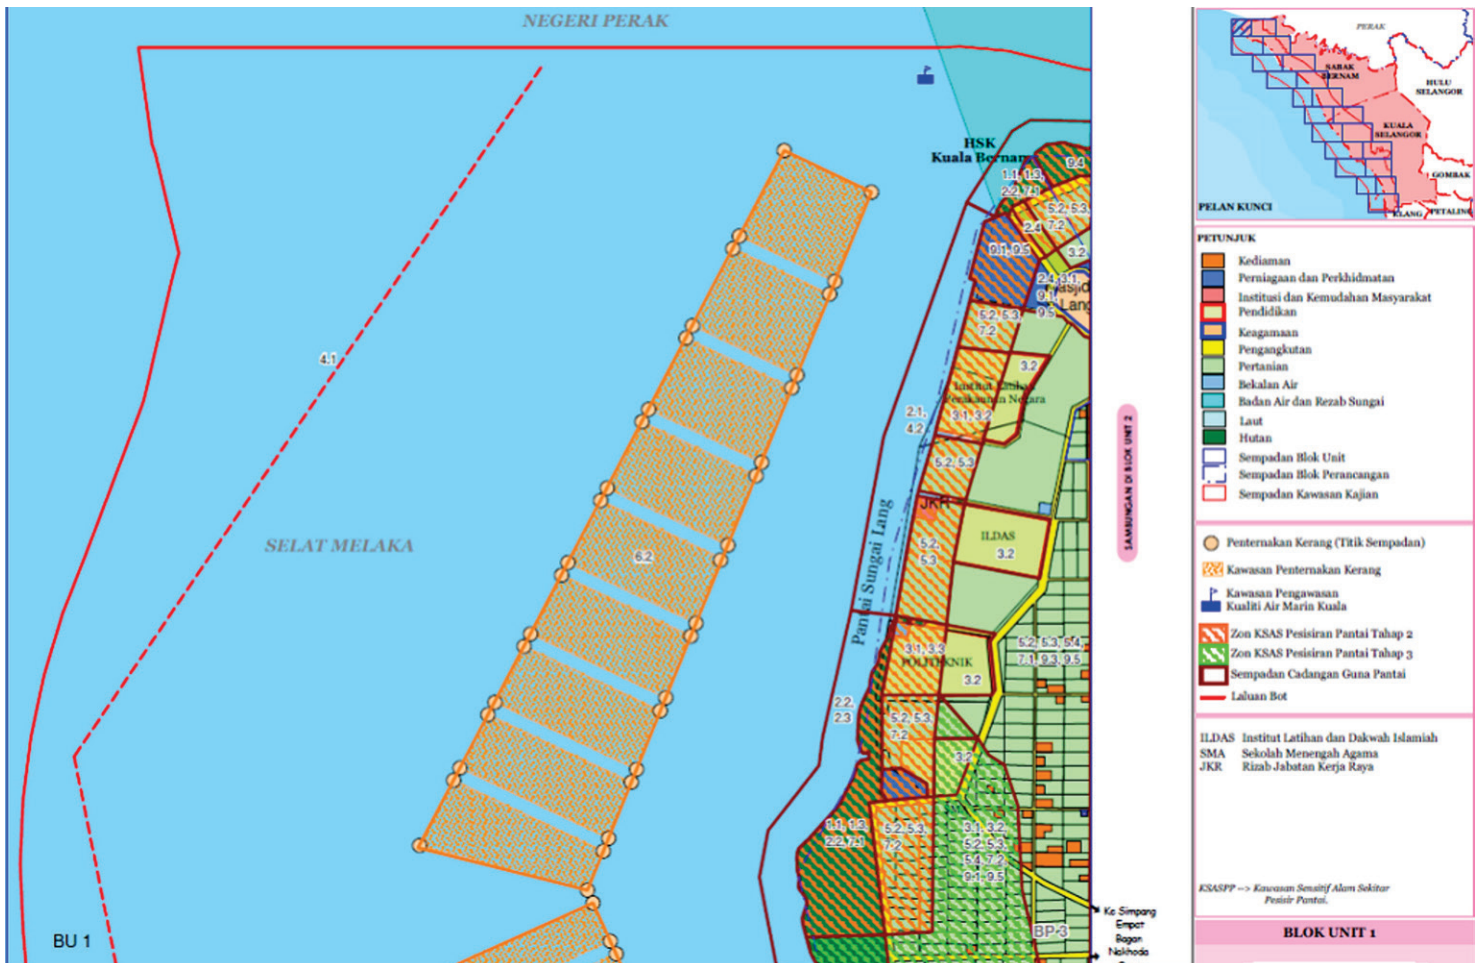 NEGERI PERAK
HSK
Kuala Bernam
9.4
1.1, 1.3,
2.2, 7.1
5.2, 5.3,
7.2
2.4
3.2
9.1, 9.5
2.4, 3.1,
9.1,
9.5
5.2, 5.3,
7.2
4.1
3.2
Institut Latihan
Perakaunan Negara
3.1, 3.2
2.1,
4.2
5.2, 5.3
JKR
Pantai Sungai Lang
SELAT MELAKA
6.2
5.2,
5.3
ILDAS
3.2
3.1, 3.3
POLITEKNIK
3.2
5.2, 5.3, 5.4,
7.1, 9.3, 9.5
2.2,
2.3
5.2, 5.3,
7.2
3.2
1.1, 1.3,
2.2, 7.1
5.2, 5.3,
7.2
3.1, 3.2,
5.2, 5.3,
5.4, 7.2,
9.1, 9.5
BP 3
BU 1
Ke Simpang
Empat
Bagan
Nakhoda
SAMBUNGAN DI BLOK UNIT 2
PERAK
SABAK
BERNAM
HULU
SELANGOR
KUALA
SELANGOR
GOMBAK
KLANG
PETALING
PELAN KUNCI
PETUNJUK
Kediaman
Perniagaan dan Perkhidmatan
Institusi dan Kemudahan Masyarakat
Pendidikan
Keagamaan
Pengangkutan
Pertanian
Bekalan Air
Badan Air dan Rezab Sungai
Laut
Hutan
Sempadan Blok Unit
Sempadan Blok Perancangan
Sempadan Kawasan Kajian
Penternakan Kerang (Titik Sempadan)
Kawasan Penternakan Kerang
Kawasan Pengawasan
Kualiti Air Marin Kuala
Zon KSAS Pesisiran Pantai Tahap 2
Zon KSAS Pesisiran Pantai Tahap 3
Sempadan Cadangan Guna Pantai
Laluan Bot
ILDAS Institut Latihan dan Dakwah Islamiah
SMA Sekolah Menengah Agama
JKR Rizab Jabatan Kerja Raya
KSASPP --> Kawasan Sensitif Alam Sekitar
Pesisir Pantai.
BLOK UNIT 1